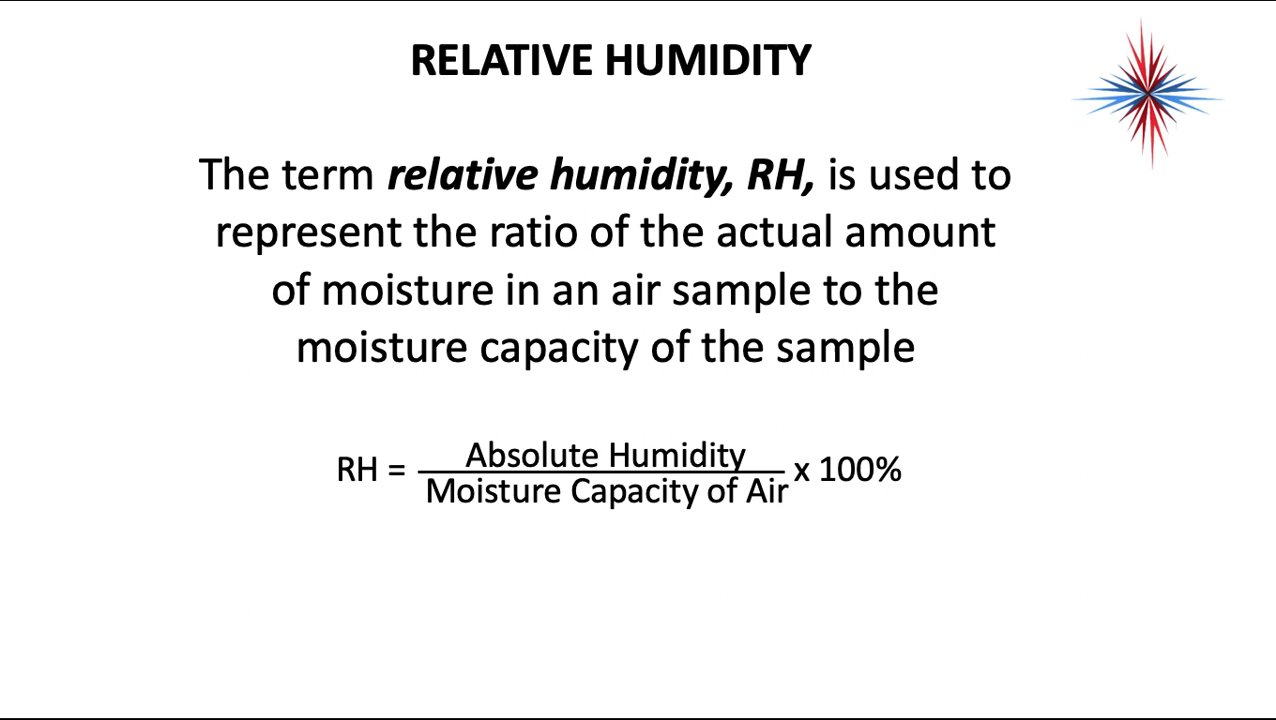 RELATIVE HUMIDITY
The term relative humidity, RH, is used to
represent the ratio of the actual amount
of moisture in an air sample to the
moisture capacity of the sample
RH = Absolute Humidity
Moisture Capacity of Air x 100%